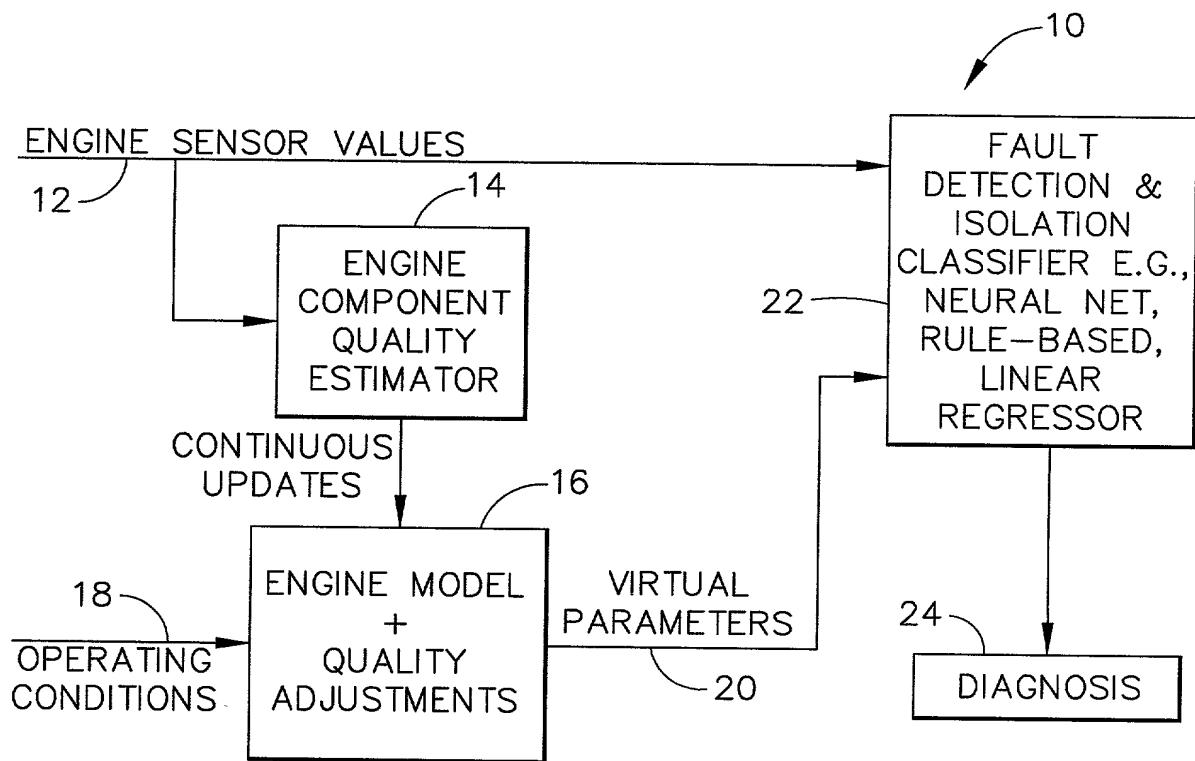 10
ENGINE SENSOR VALUES
12
14
ENGINE
COMPONENT
QUALITY
ESTIMATOR
FAULT
DETECTION &
ISOLATION
CLASSIFIER E.G.,
NEURAL NET,
RULE-BASED,
LINEAR
REGRESSOR
22
CONTINUOUS
UPDATES
16
ENGINE MODEL
+
QUALITY
ADJUSTMENTS
18
OPERATING
CONDITIONS
VIRTUAL
PARAMETERS
20
24
DIAGNOSIS